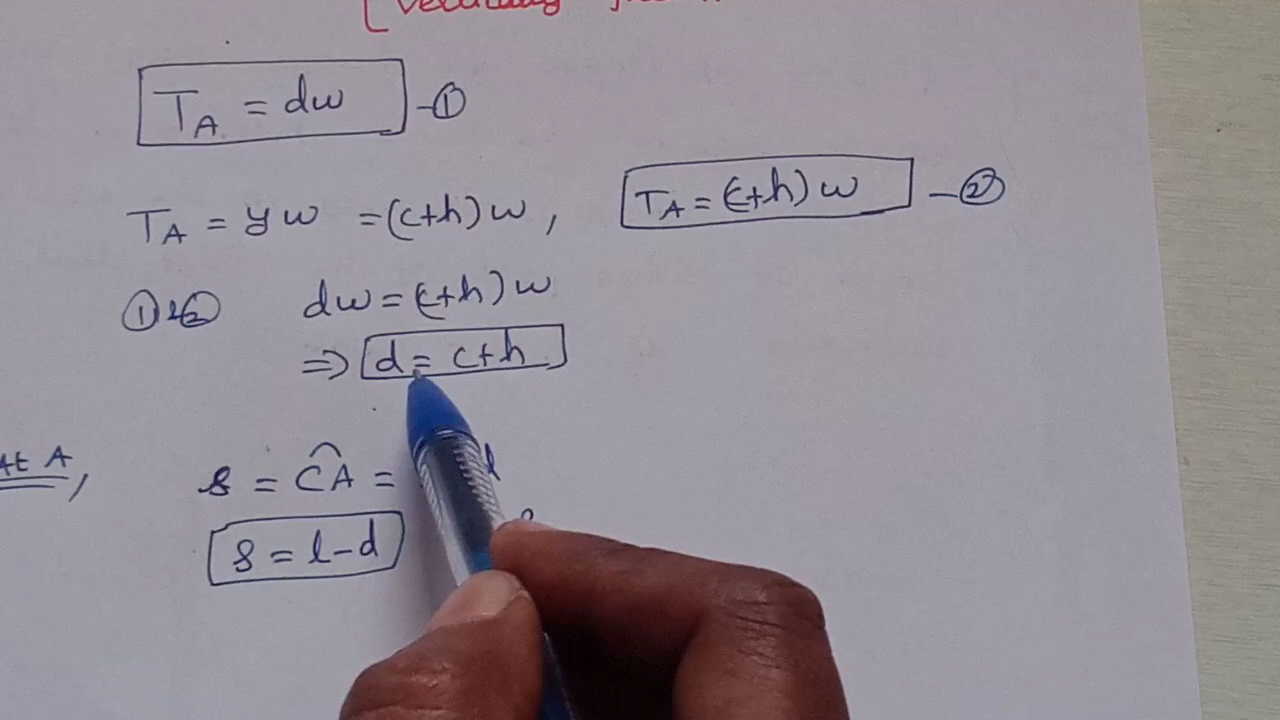 T_A = dw -①
T_A = yw = (c+h)w, T_A = (c+h)w -②
①&② dw = (c+h)w
⇒ d = c+h
At A, s = CA =
s = l-d